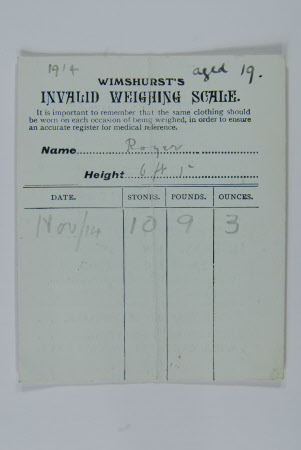 1914 aged 19.
WIMSHURST'S
INVALID WEIGHING SCALE.
It is important to remember that the same clothing should
be worn on each occasion of being weighed, in order to ensure
an accurate register for medical reference.
Name Roger
Height 6 ft 1"
DATE. STONES. POUNDS. OUNCES.
Nov/14 10 9 3